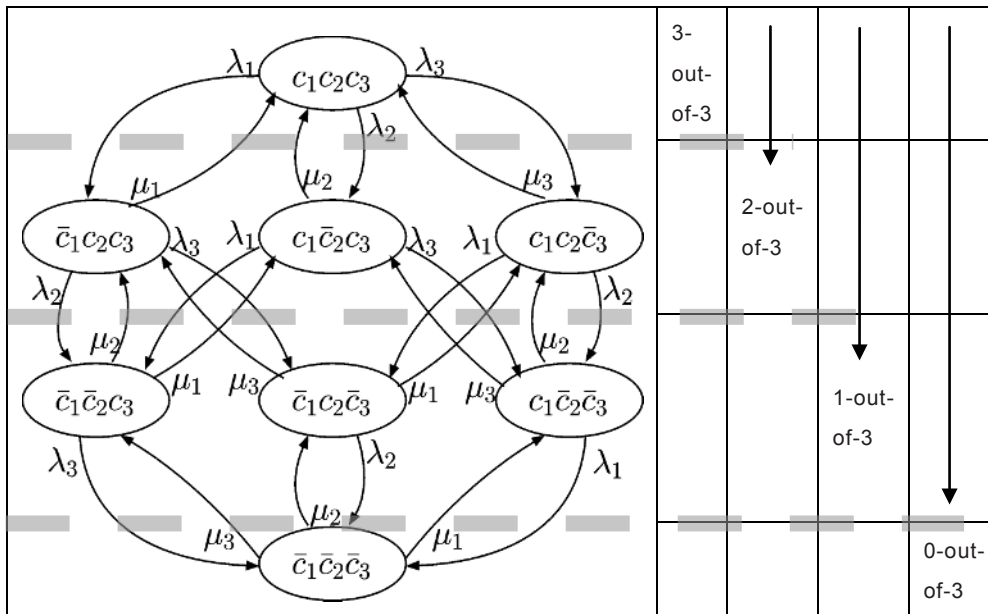 λ₁ c₁c₂c₃ λ₃
λ₂
μ₁ μ₂ μ₃
c̄₁c₂c₃ λ₃ λ₁ c₁c̄₂c₃ λ₃ λ₁ c₁c₂c̄₃
λ₂ λ₂
μ₂ μ₂
c̄₁c̄₂c₃ μ₁ μ₃ c̄₁c₂c̄₃ μ₁ μ₃ c₁c̄₂c̄₃
λ₃ λ₂ λ₁
μ₃ μ₂ μ₁
c̄₁c̄₂c̄₃
3-
out-
of-3
2-out-
of-3
1-out-
of-3
0-out-
of-3